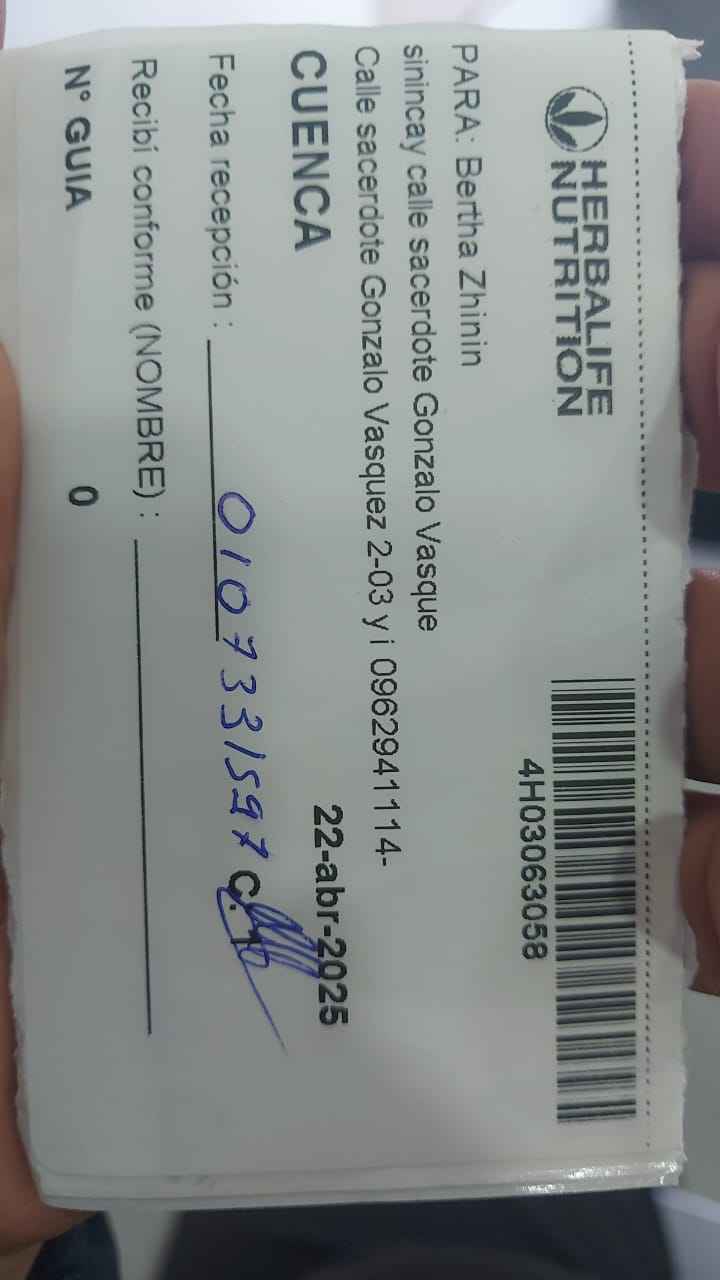 HERBALIFE
NUTRITION
4H03063058
PARA: Bertha Zhinin
sinincay calle sacerdote Gonzalo Vasque
Calle sacerdote Gonzalo Vasquez 2-03 y i 0962941114-
CUENCA 22-abr-2025
Fecha recepción : 0107331597 C.
Recibí conforme (NOMBRE) :
N° GUIA 0